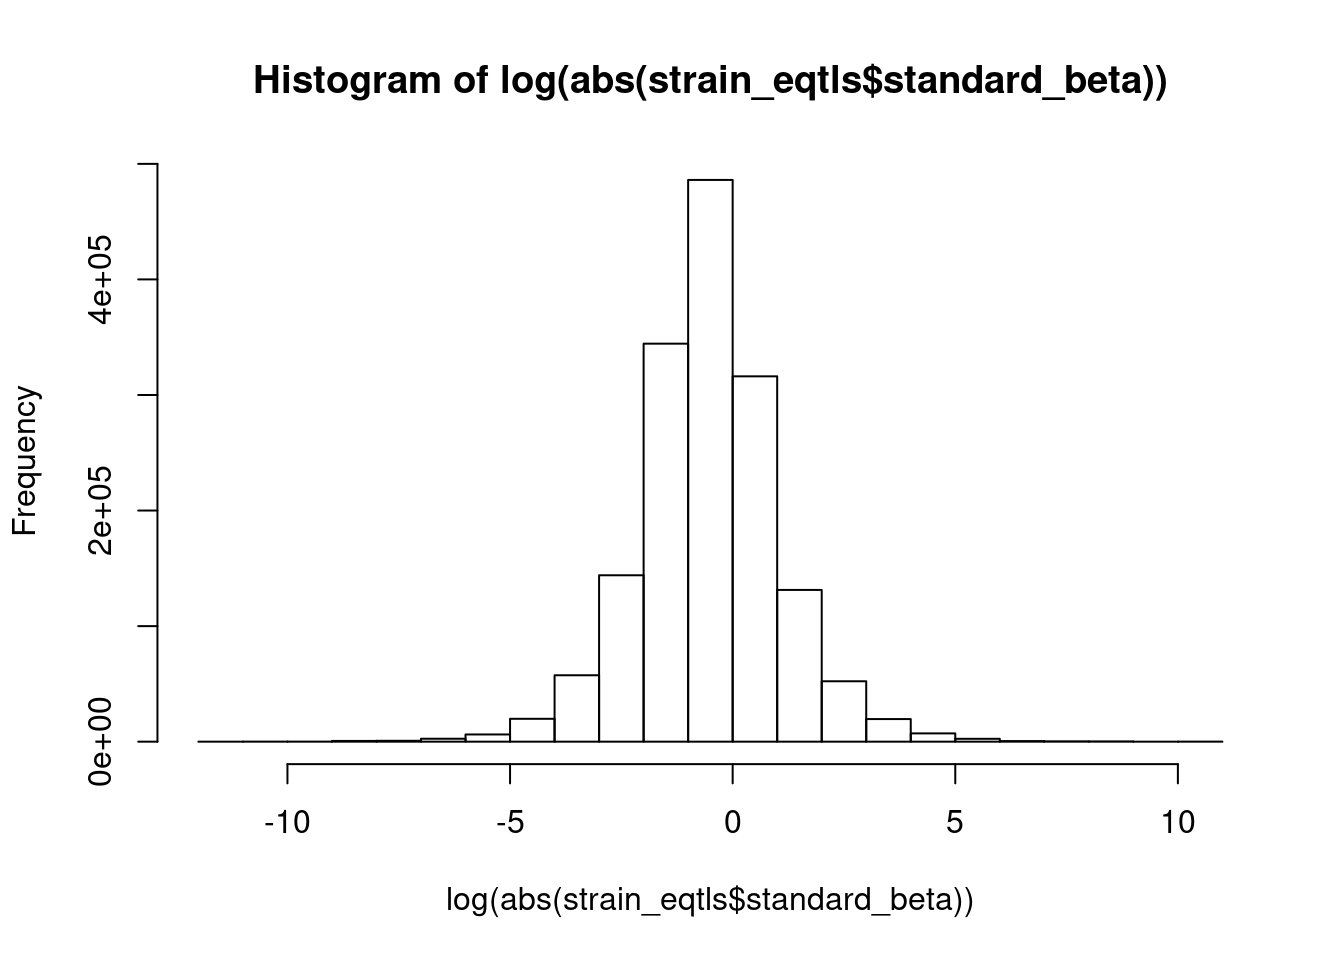 Histogram of log(abs(strain_eqtls$standard_beta))
Frequency
4e+05
2e+05
0e+00
-10 -5 0 5 10
log(abs(strain_eqtls$standard_beta))